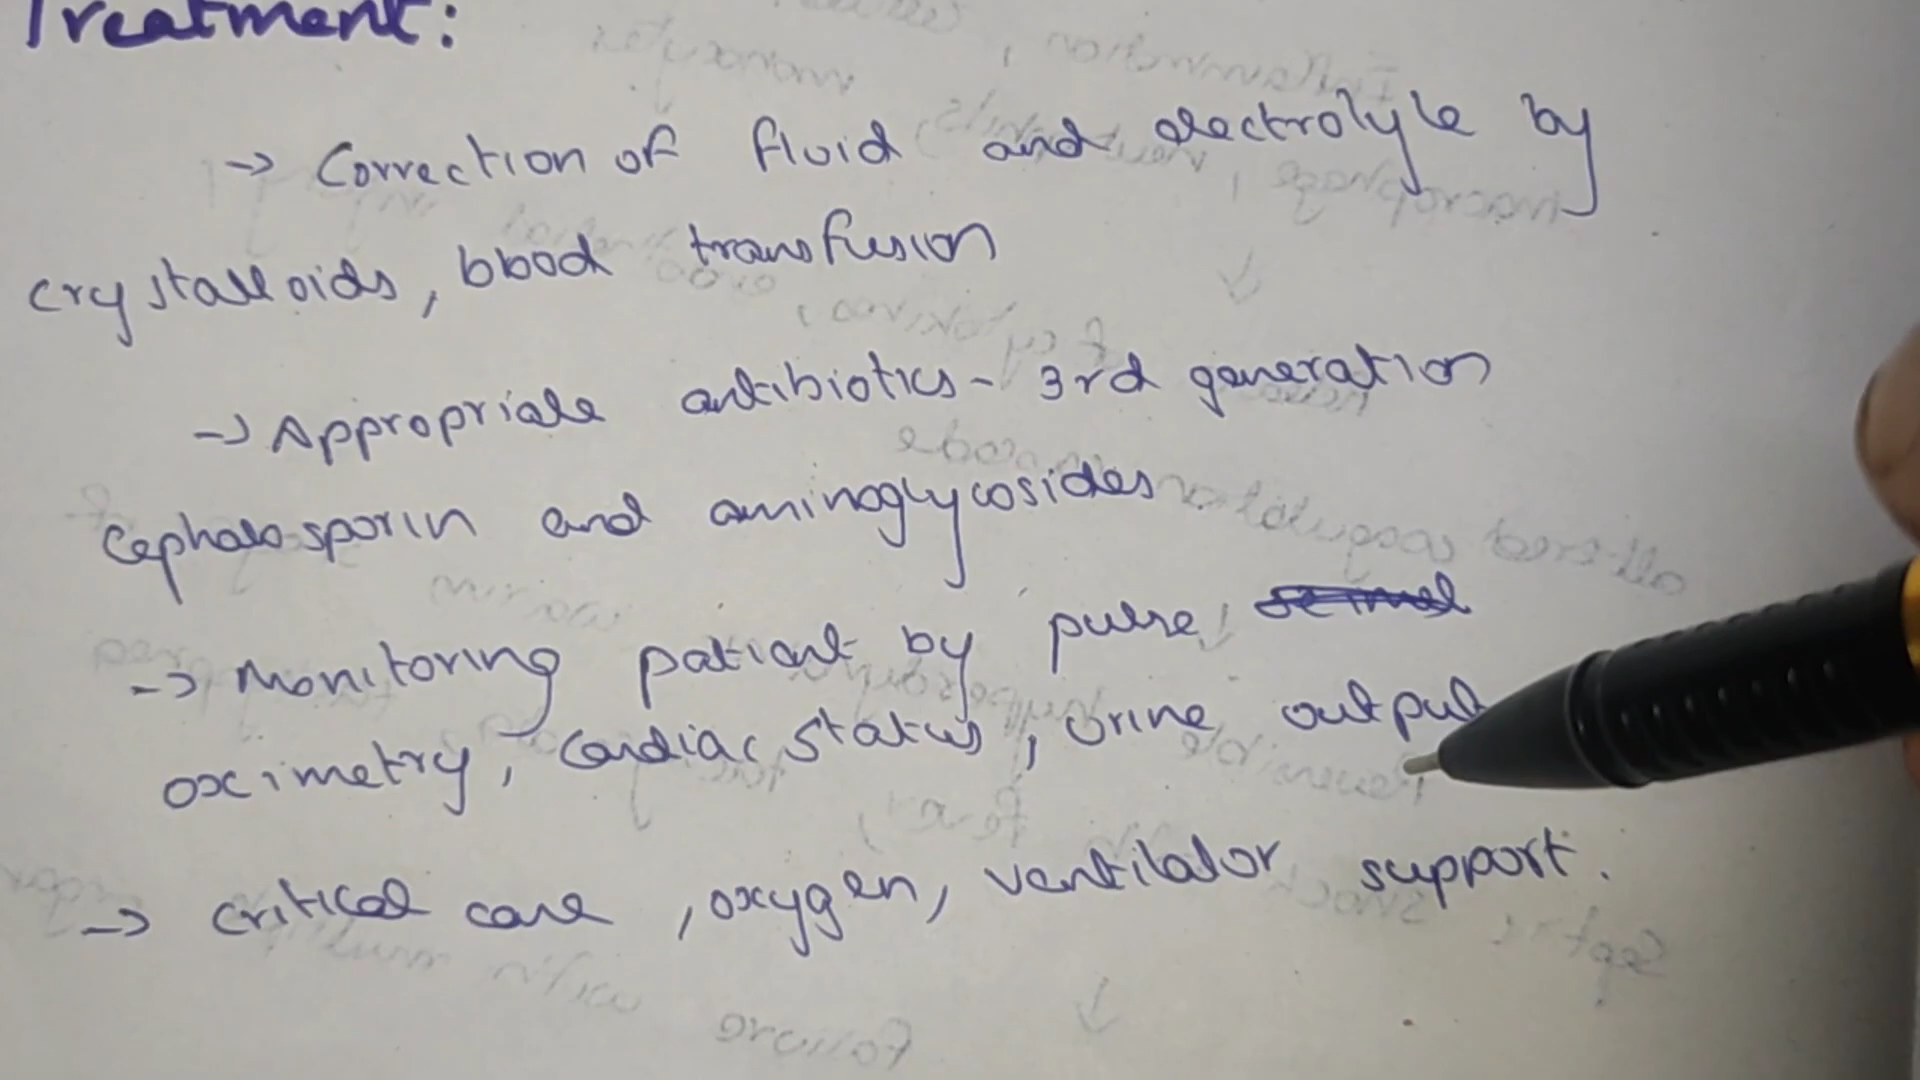 Treatment:
-> Correction of fluid and electrolyte by
crystalloids, blood transfusion
-> Appropriate antibiotics - 3rd generation
cephalosporin and aminoglycosides
-> Monitoring patient by pulse
oximetry, cardiac status, urine output
-> critical care, oxygen, ventilator support.